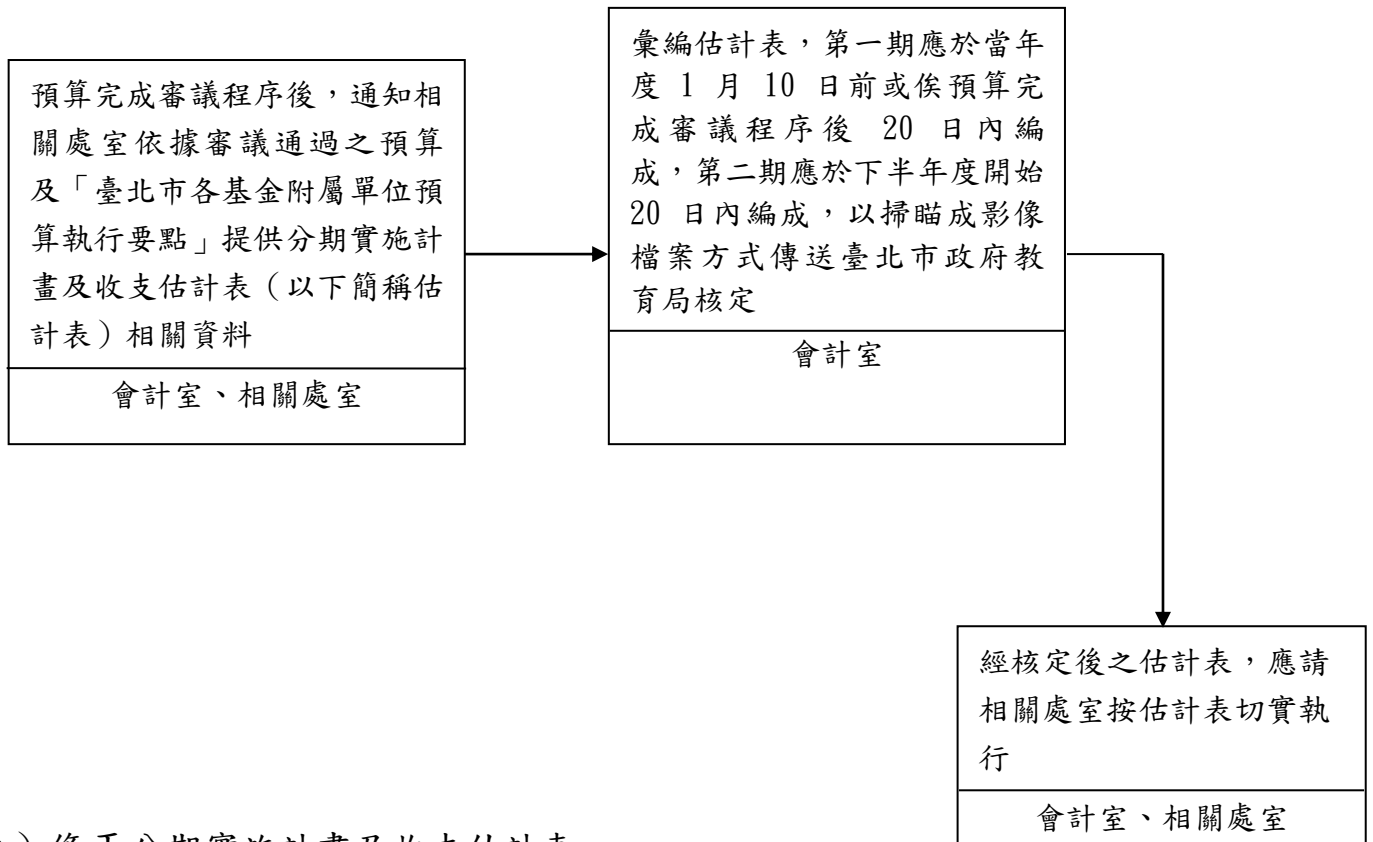 預算完成審議程序後，通知相
關處室依據審議通過之預算
及「臺北市各基金附屬單位預
算執行要點」提供分期實施計
畫及收支估計表（以下簡稱估
計表）相關資料
會計室、相關處室
彙編估計表，第一期應於當年
度 1 月 10 日前或俟預算完
成審議程序後 20 日內編
成，第二期應於下半年度開始
20 日內編成，以掃瞄成影像
檔案方式傳送臺北市政府教
育局核定
會計室
經核定後之估計表，應請
相關處室按估計表切實執
行
會計室、相關處室